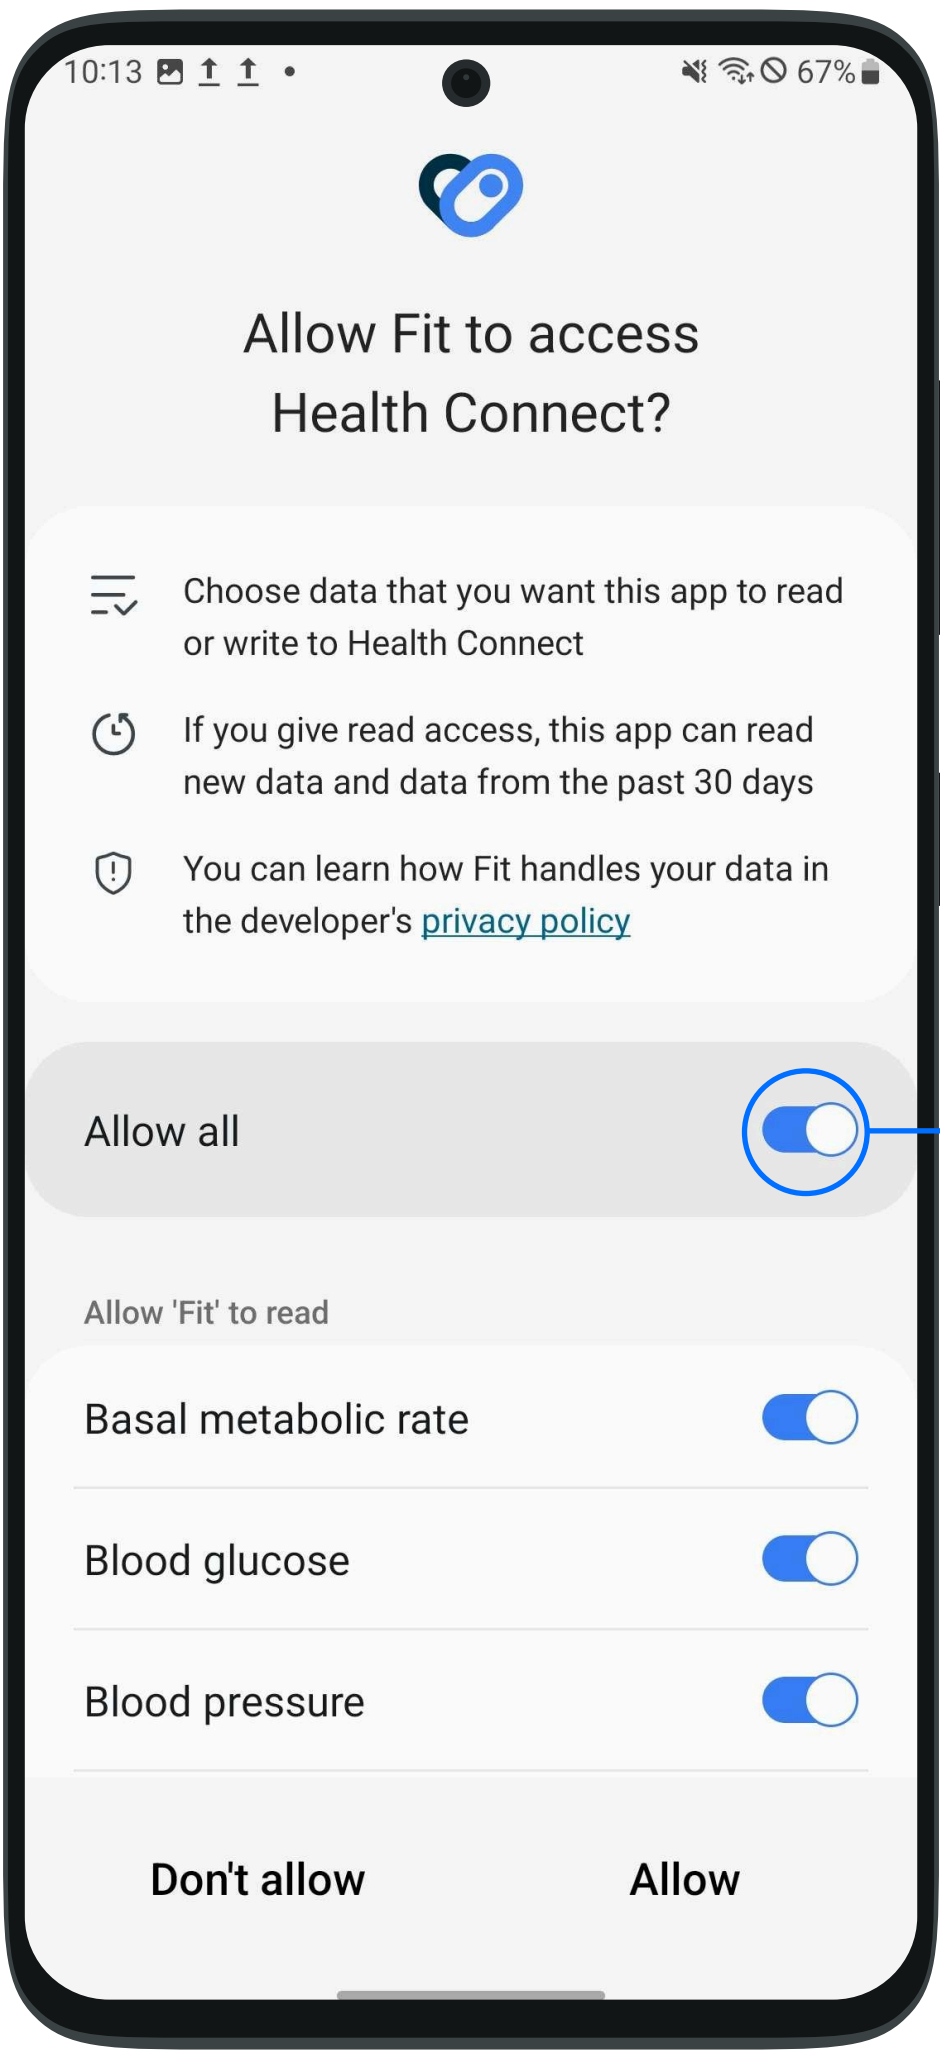 10:13
67%
Allow Fit to access
Health Connect?
Choose data that you want this app to read
or write to Health Connect
If you give read access, this app can read
new data and data from the past 30 days
You can learn how Fit handles your data in
the developer's privacy policy
Allow all
Allow 'Fit' to read
Basal metabolic rate
Blood glucose
Blood pressure
Don't allow
Allow